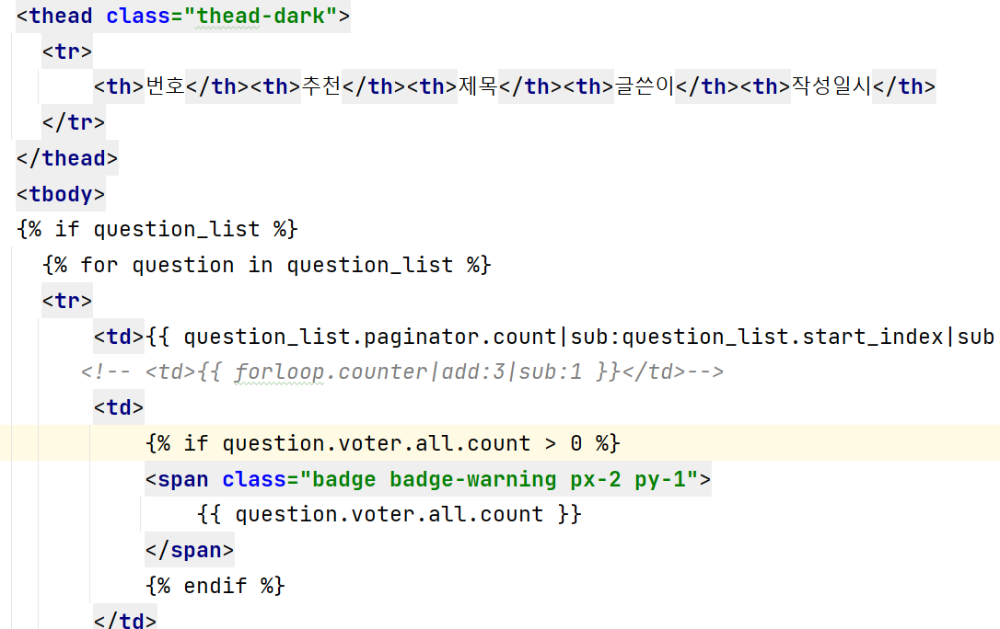 <thead class="thead-dark">
<tr>
<th>번호</th><th>추천</th><th>제목</th><th>글쓴이</th><th>작성일시</th>
</tr>
</thead>
<tbody>
{% if question_list %}
{% for question in question_list %}
<tr>
<td>{{ question_list.paginator.count|sub:question_list.start_index|sub
<!-- <td>{{ forloop.counter|add:3|sub:1 }}</td>-->
<td>
{% if question.voter.all.count > 0 %}
<span class="badge badge-warning px-2 py-1">
{{ question.voter.all.count }}
</span>
{% endif %}
</td>